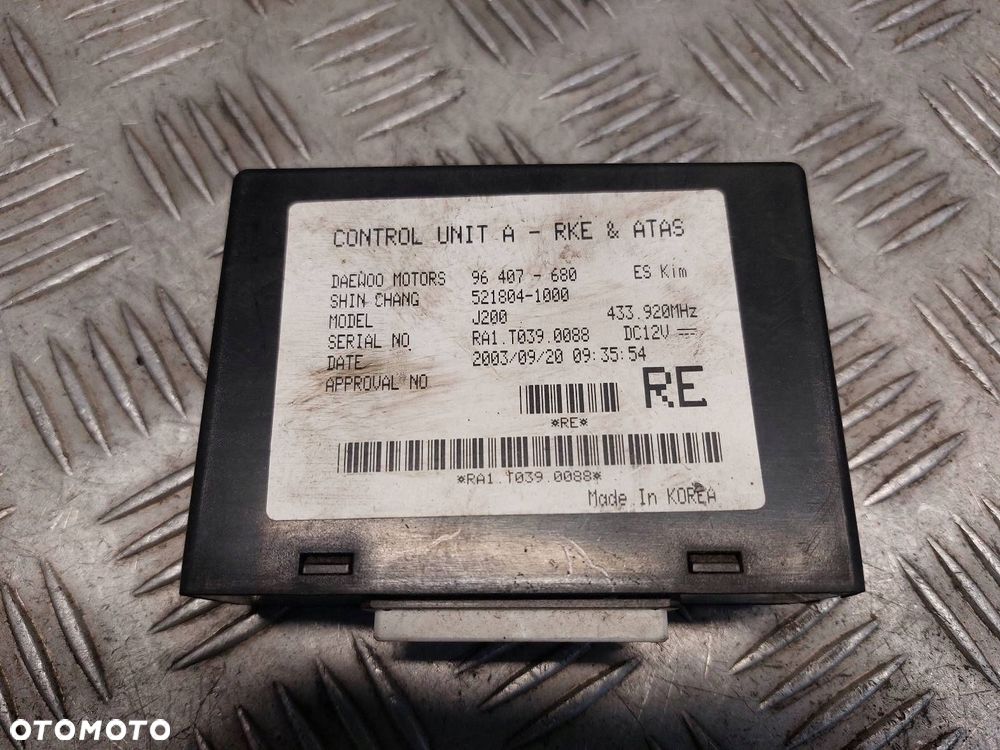 CONTROL UNIT A - RKE & ATAS
DAEWOO MOTORS 96 407 - 680 ES Kim
SHIN CHANG 521804-1000
MODEL J200 433.920MHz
SERIAL NO RA1.T039.0088 DC12V
DATE 2003/09/20 09:35:54
APPROVAL NO
RE
*RE*
*RA1.T039.0088*
Made In KOREA
OTOMOTO